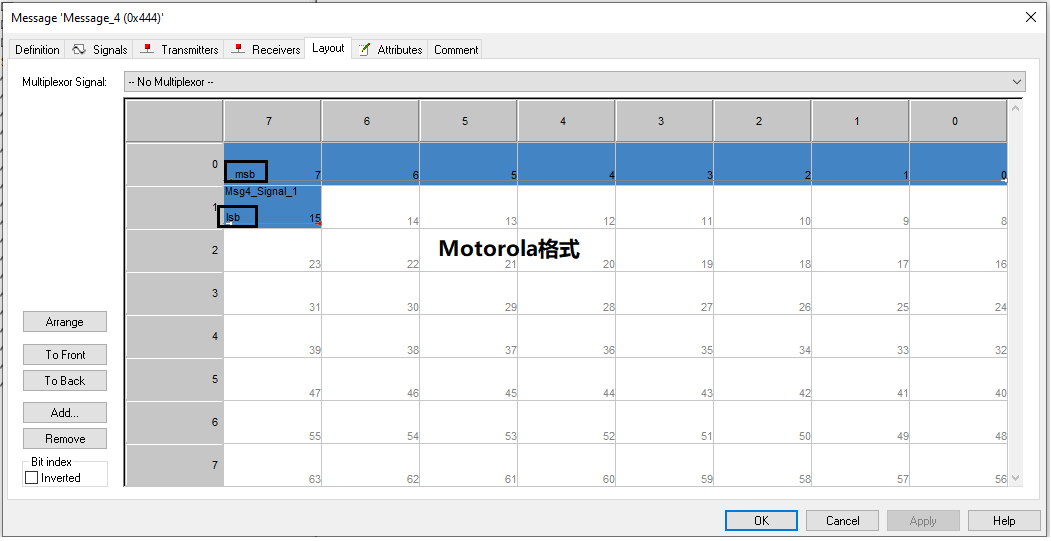 Message 'Message_4 (0x444)'
Definition Signals Transmitters Receivers Layout Attributes Comment
Multiplexor Signal: -- No Multiplexor --
7 6 5 4 3 2 1 0
0 msb 7 6 5 4 3 2 1 0
Msg4_Signal_1
1 lsb 15 14 13 12 11 10 9 8
Motorola格式
2 23 22 21 20 19 18 17 16
3 31 30 29 28 27 26 25 24
Arrange
4 39 38 37 36 35 34 33 32
To Front
5 47 46 45 44 43 42 41 40
To Back
Add...
6 55 54 53 52 51 50 49 48
Remove
Bit index
7 63 62 61 60 59 58 57 56
Inverted
OK Cancel Apply Help